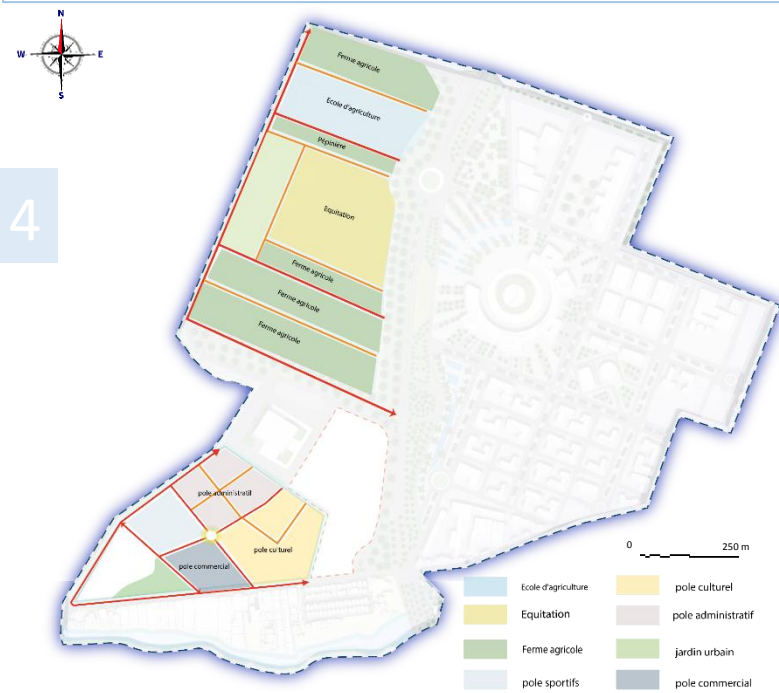 N
W E
S
4
Ferme agricole
Ecole d'agriculture
Pépinière
Equitation
Ferme agricole
Ferme agricole
Ferme agricole
pole administratif
pole culturel
pole commercial
0 250 m
Ecole d'agriculture
pole culturel
Equitation
pole administratif
Ferme agricole
jardin urbain
pole sportifs
pole commercial